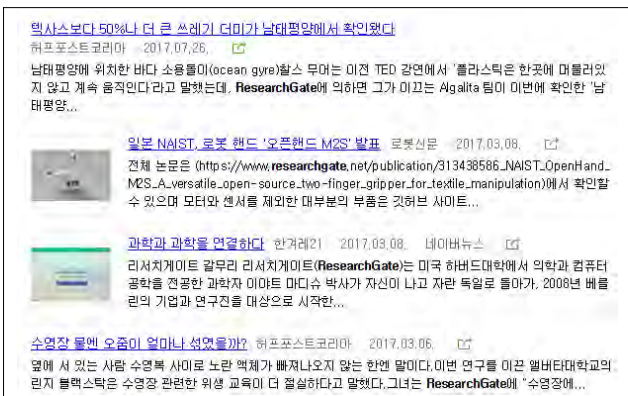 텍사스보다 50%나 더 큰 쓰레기 더미가 남태평양에서 확인됐다
허프포스트코리아 2017.07.26.
남태평양에 위치한 바다 소용돌이(ocean gyre)찰스 무어는 이전 TED 강연에서 '플라스틱은 한곳에 머물러있
지 않고 계속 움직인다'라고 말했는데, ResearchGate에 의하면 그가 이끄는 Algalita 팀이 이번에 확인한 '남
태평양...
일본 NAIST, 로봇 핸드 '오픈핸드 M2S' 발표 로봇신문 2017.03.08.
전체 논문은 (https://www.researchgate.net/publication/313438586_NAIST_OpenHand_
M2S_A_versatile_open-source_two-finger_gripper_for_textile_manipulation)에서 확인할
수 있으며 모터와 센서를 제외한 대부분의 부품은 깃허브 사이트...
과학과 과학을 연결하다 한겨레21 2017.03.08. 네이버뉴스
리서치게이트 갈무리 리서치게이트(ResearchGate)는 미국 하버드대학에서 의학과 컴퓨터
공학을 전공한 과학자 이야트 마디슈 박사가 자신이 나고 자란 독일로 돌아가, 2008년 베를
린의 기업과 연구진을 대상으로 시작한...
수영장 물엔 오줌이 얼마나 섞였을까? 허프포스트코리아 2017.03.06.
옆에 서 있는 사람 수영복 사이로 노란 액체가 빠져나오지 않는 한엔 말이다.이번 연구를 이끈 앨버타대학교의
린지 블랙스탁은 수영장 관련한 위생 교육이 더 절실하다고 말했다.그녀는 ResearchGate에 "수영장에...